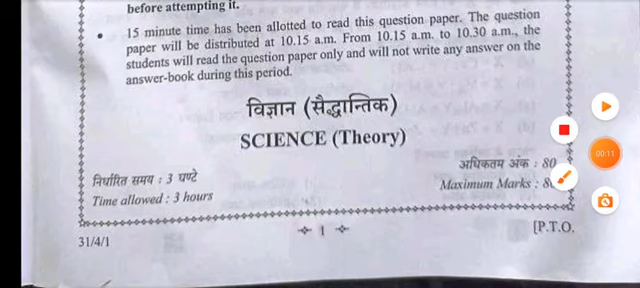 before attempting it.
• 15 minute time has been allotted to read this question paper. The question
paper will be distributed at 10.15 a.m. From 10.15 a.m. to 10.30 a.m., the
students will read the question paper only and will not write any answer on the
answer-book during this period.
विज्ञान (सैद्धान्तिक)
SCIENCE (Theory)
निर्धारित समय : 3 घण्टे
अधिकतम अंक : 80
Time allowed : 3 hours
Maximum Marks :
31/4/1
1
[P.T.O.
00:11